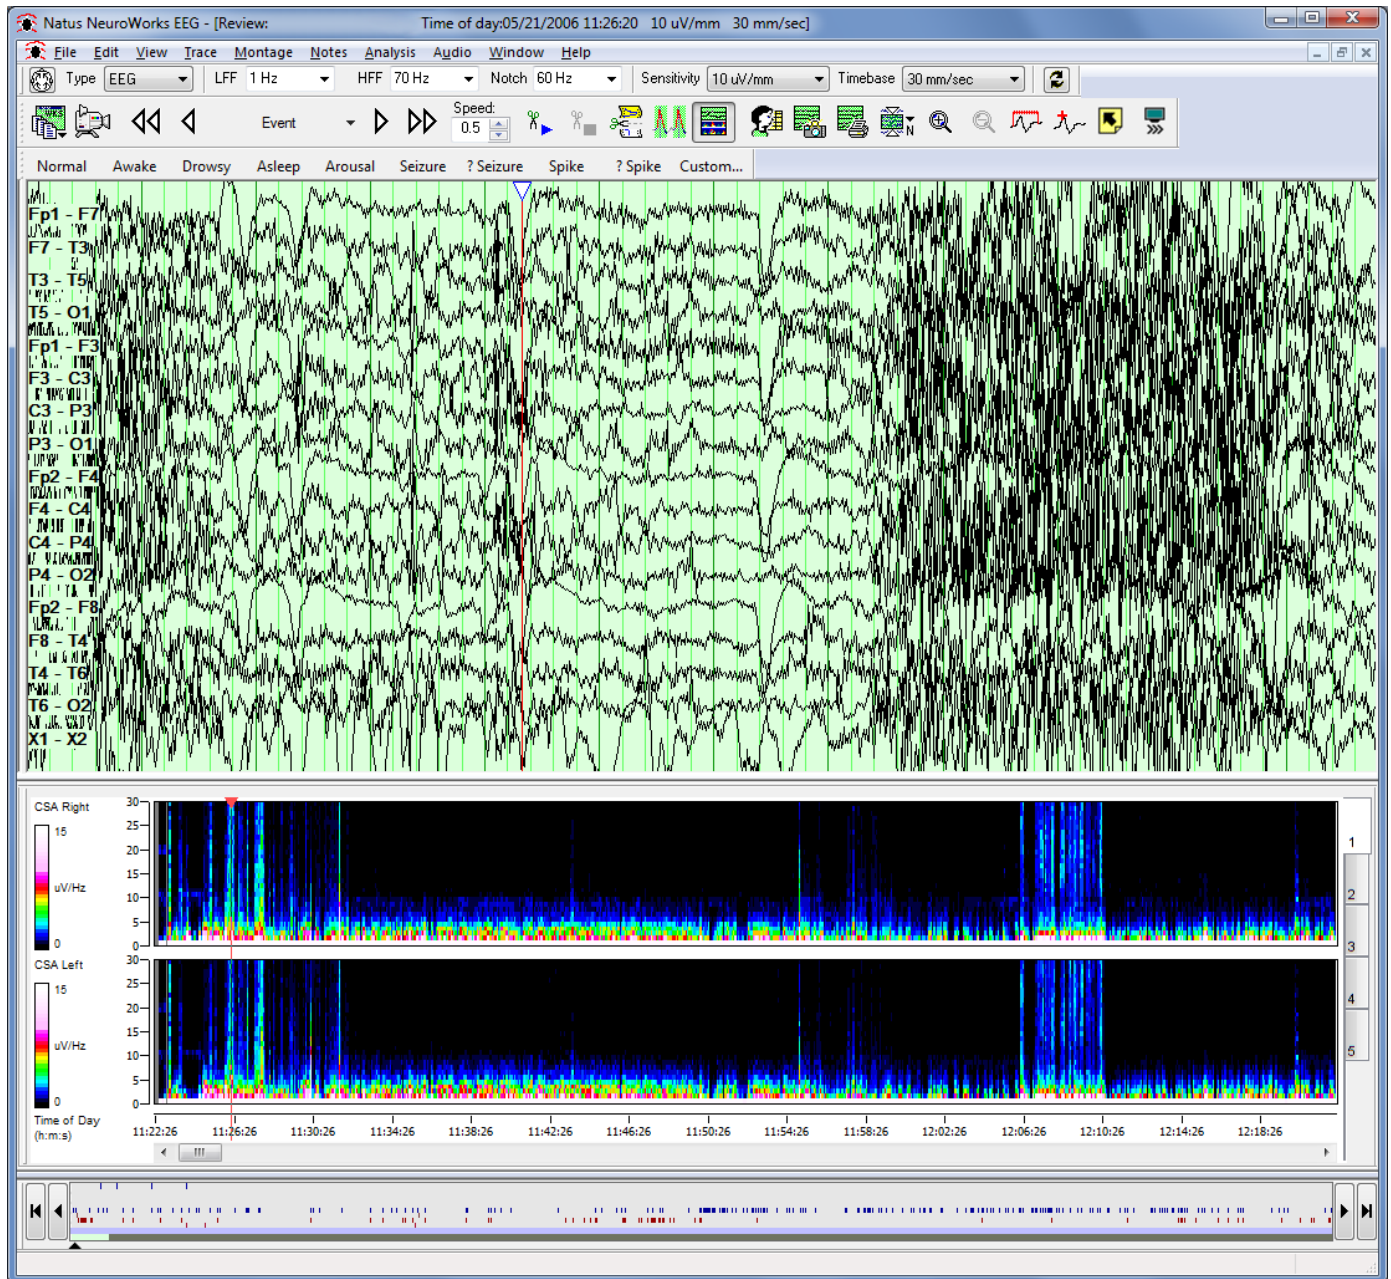 Natus NeuroWorks EEG - [Review: Time of day:05/21/2006 11:26:20 10 uV/mm 30 mm/sec]
File Edit View Trace Montage Notes Analysis Audio Window Help
Type EEG LFF 1 Hz HFF 70 Hz Notch 60 Hz Sensitivity 10 uV/mm Timebase 30 mm/sec
WKS Event Speed: 0.5 N
Normal Awake Drowsy Asleep Arousal Seizure ? Seizure Spike ? Spike Custom...
Fp1 - F7
F7 - T3
T3 - T5
T5 - O1
Fp1 - F3
F3 - C3
C3 - P3
P3 - O1
Fp2 - F4
F4 - C4
C4 - P4
P4 - O2
Fp2 - F8
F8 - T4
T4 - T6
T6 - O2
X1 - X2
CSA Right
15
uV/Hz
0
30
25
20
15
10
5
0
CSA Left
15
uV/Hz
0
30
25
20
15
10
5
0
1
2
3
4
5
Time of Day
(h:m:s)
11:22:26 11:26:26 11:30:26 11:34:26 11:38:26 11:42:26 11:46:26 11:50:26 11:54:26 11:58:26 12:02:26 12:06:26 12:10:26 12:14:26 12:18:26